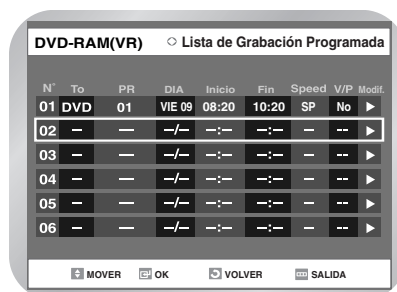 DVD-RAM(VR) ○ Lista de Grabación Programada
N° To PR DIA Inicio Fin Speed V/P Modif.
01 DVD 01 VIE 09 08:20 10:20 SP No ►
02 – — –/– –:– –:– – -- ►
03 – — –/– –:– –:– – -- ►
04 – — –/– –:– –:– – -- ►
05 – — –/– –:– –:– – -- ►
06 – — –/– –:– –:– – -- ►
MOVER OK VOLVER SALIDA